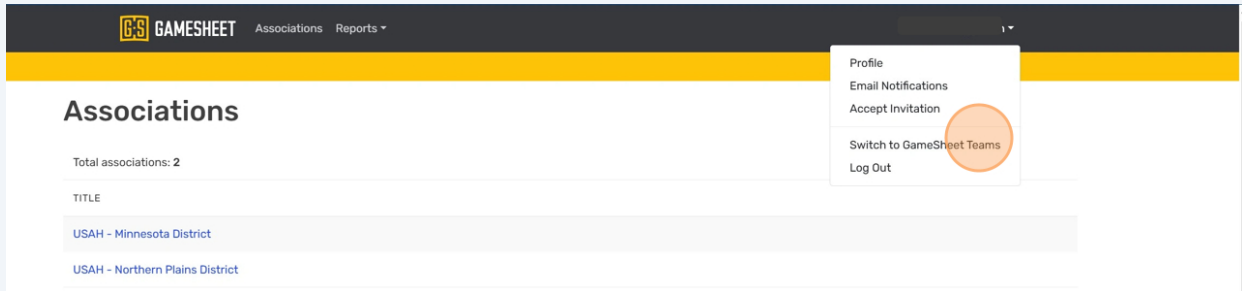 G:S GAMESHEET Associations Reports
Profile
Email Notifications
Accept Invitation
Switch to GameSheet Teams
Log Out
Associations
Total associations: 2
TITLE
USAH - Minnesota District
USAH - Northern Plains District